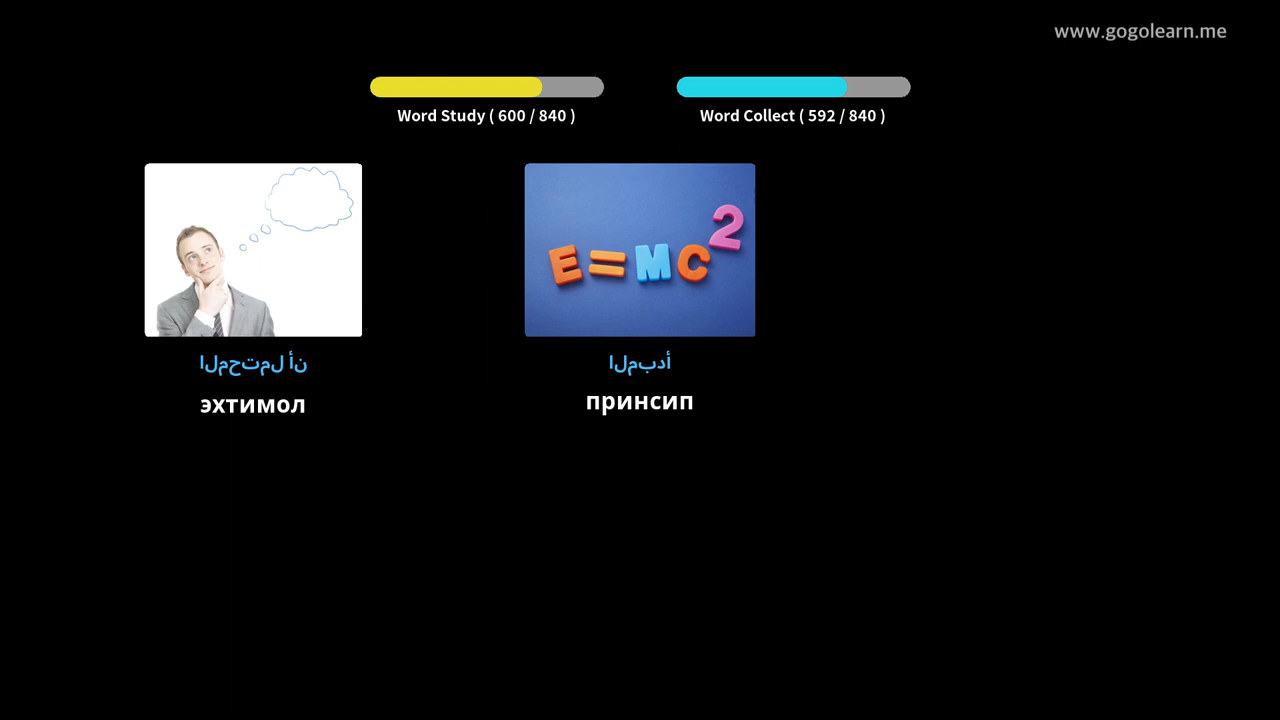 www.gogolearn.me
Word Study ( 600 / 840 )
Word Collect ( 592 / 840 )
E=MC2
المحتمل أن
эхтимол
المبدأ
принсип